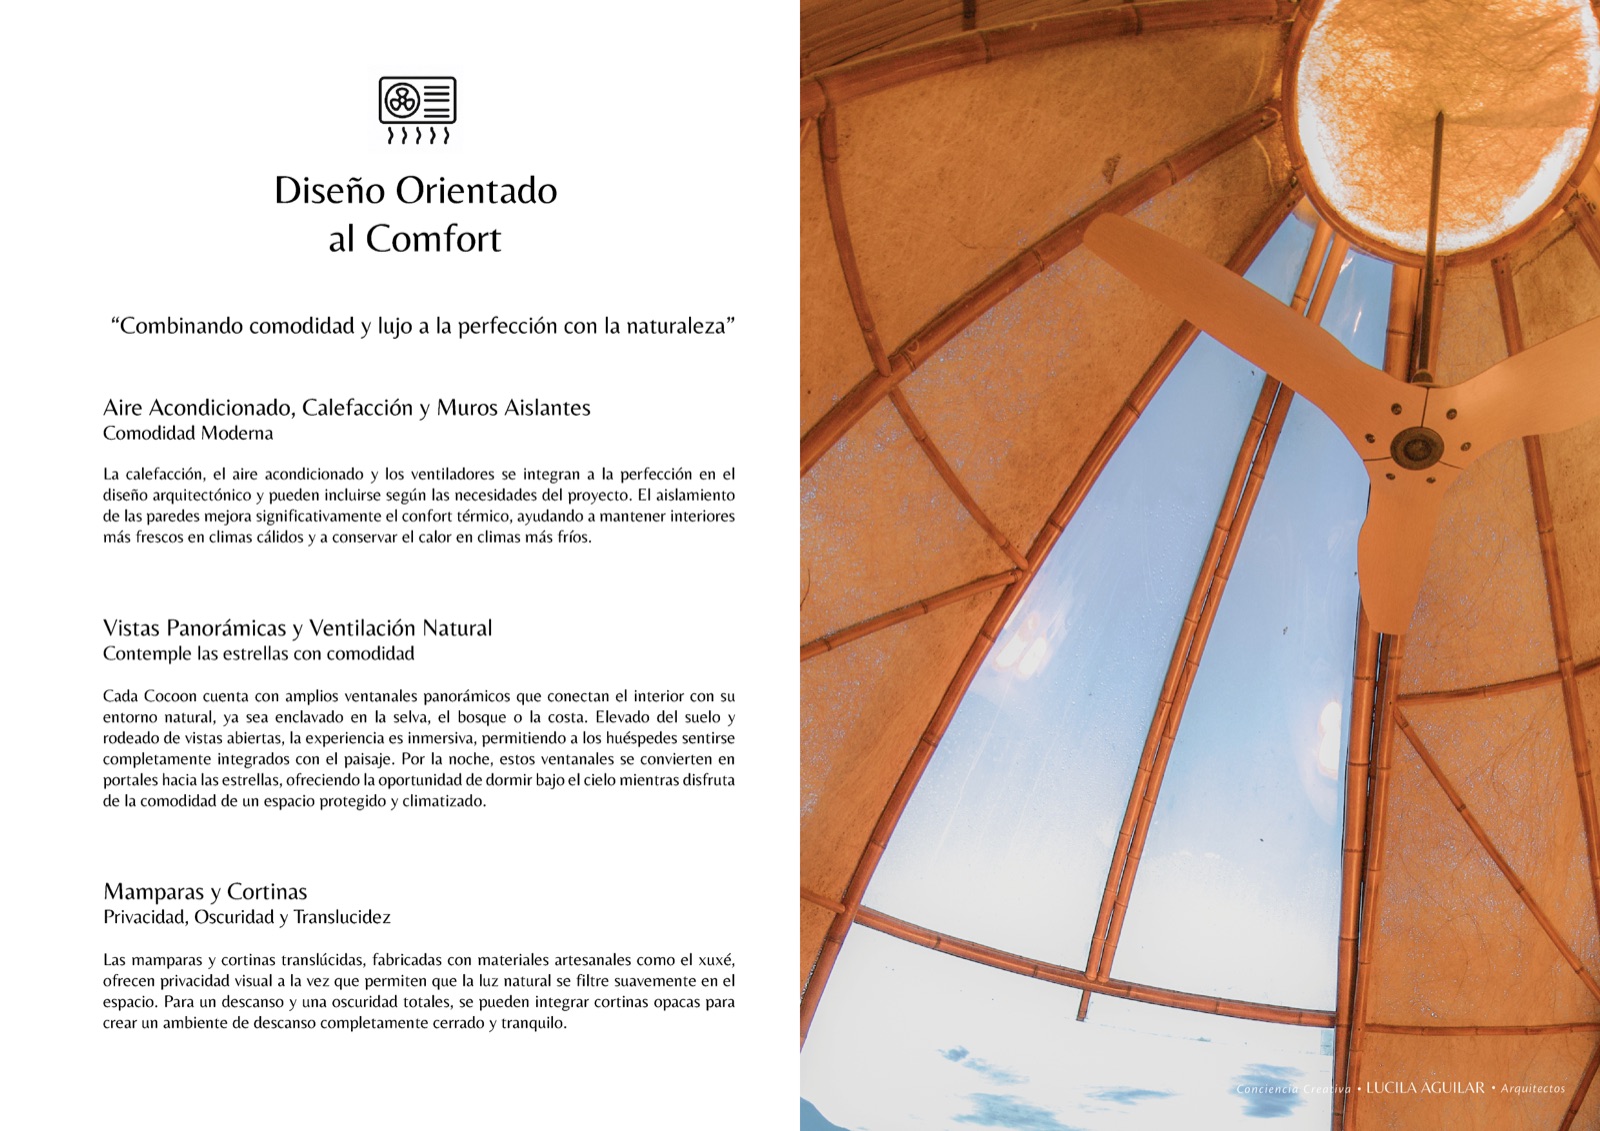 Diseño Orientado
al Comfort
“Combinando comodidad y lujo a la perfección con la naturaleza”
Aire Acondicionado, Calefacción y Muros Aislantes
Comodidad Moderna
La calefacción, el aire acondicionado y los ventiladores se integran a la perfección en el
diseño arquitectónico y pueden incluirse según las necesidades del proyecto. El aislamiento
de las paredes mejora significativamente el confort térmico, ayudando a mantener interiores
más frescos en climas cálidos y a conservar el calor en climas más fríos.
Vistas Panorámicas y Ventilación Natural
Contemple las estrellas con comodidad
Cada Cocoon cuenta con amplios ventanales panorámicos que conectan el interior con su
entorno natural, ya sea enclavado en la selva, el bosque o la costa. Elevado del suelo y
rodeado de vistas abiertas, la experiencia es inmersiva, permitiendo a los huéspedes sentirse
completamente integrados con el paisaje. Por la noche, estos ventanales se convierten en
portales hacia las estrellas, ofreciendo la oportunidad de dormir bajo el cielo mientras disfruta
de la comodidad de un espacio protegido y climatizado.
Mamparas y Cortinas
Privacidad, Oscuridad y Translucidez
Las mamparas y cortinas translúcidas, fabricadas con materiales artesanales como el xuxé,
ofrecen privacidad visual a la vez que permiten que la luz natural se filtre suavemente en el
espacio. Para un descanso y una oscuridad totales, se pueden integrar cortinas opacas para
crear un ambiente de descanso completamente cerrado y tranquilo.
Conciencia Creativa • LUCILA AGUILAR • Arquitectos